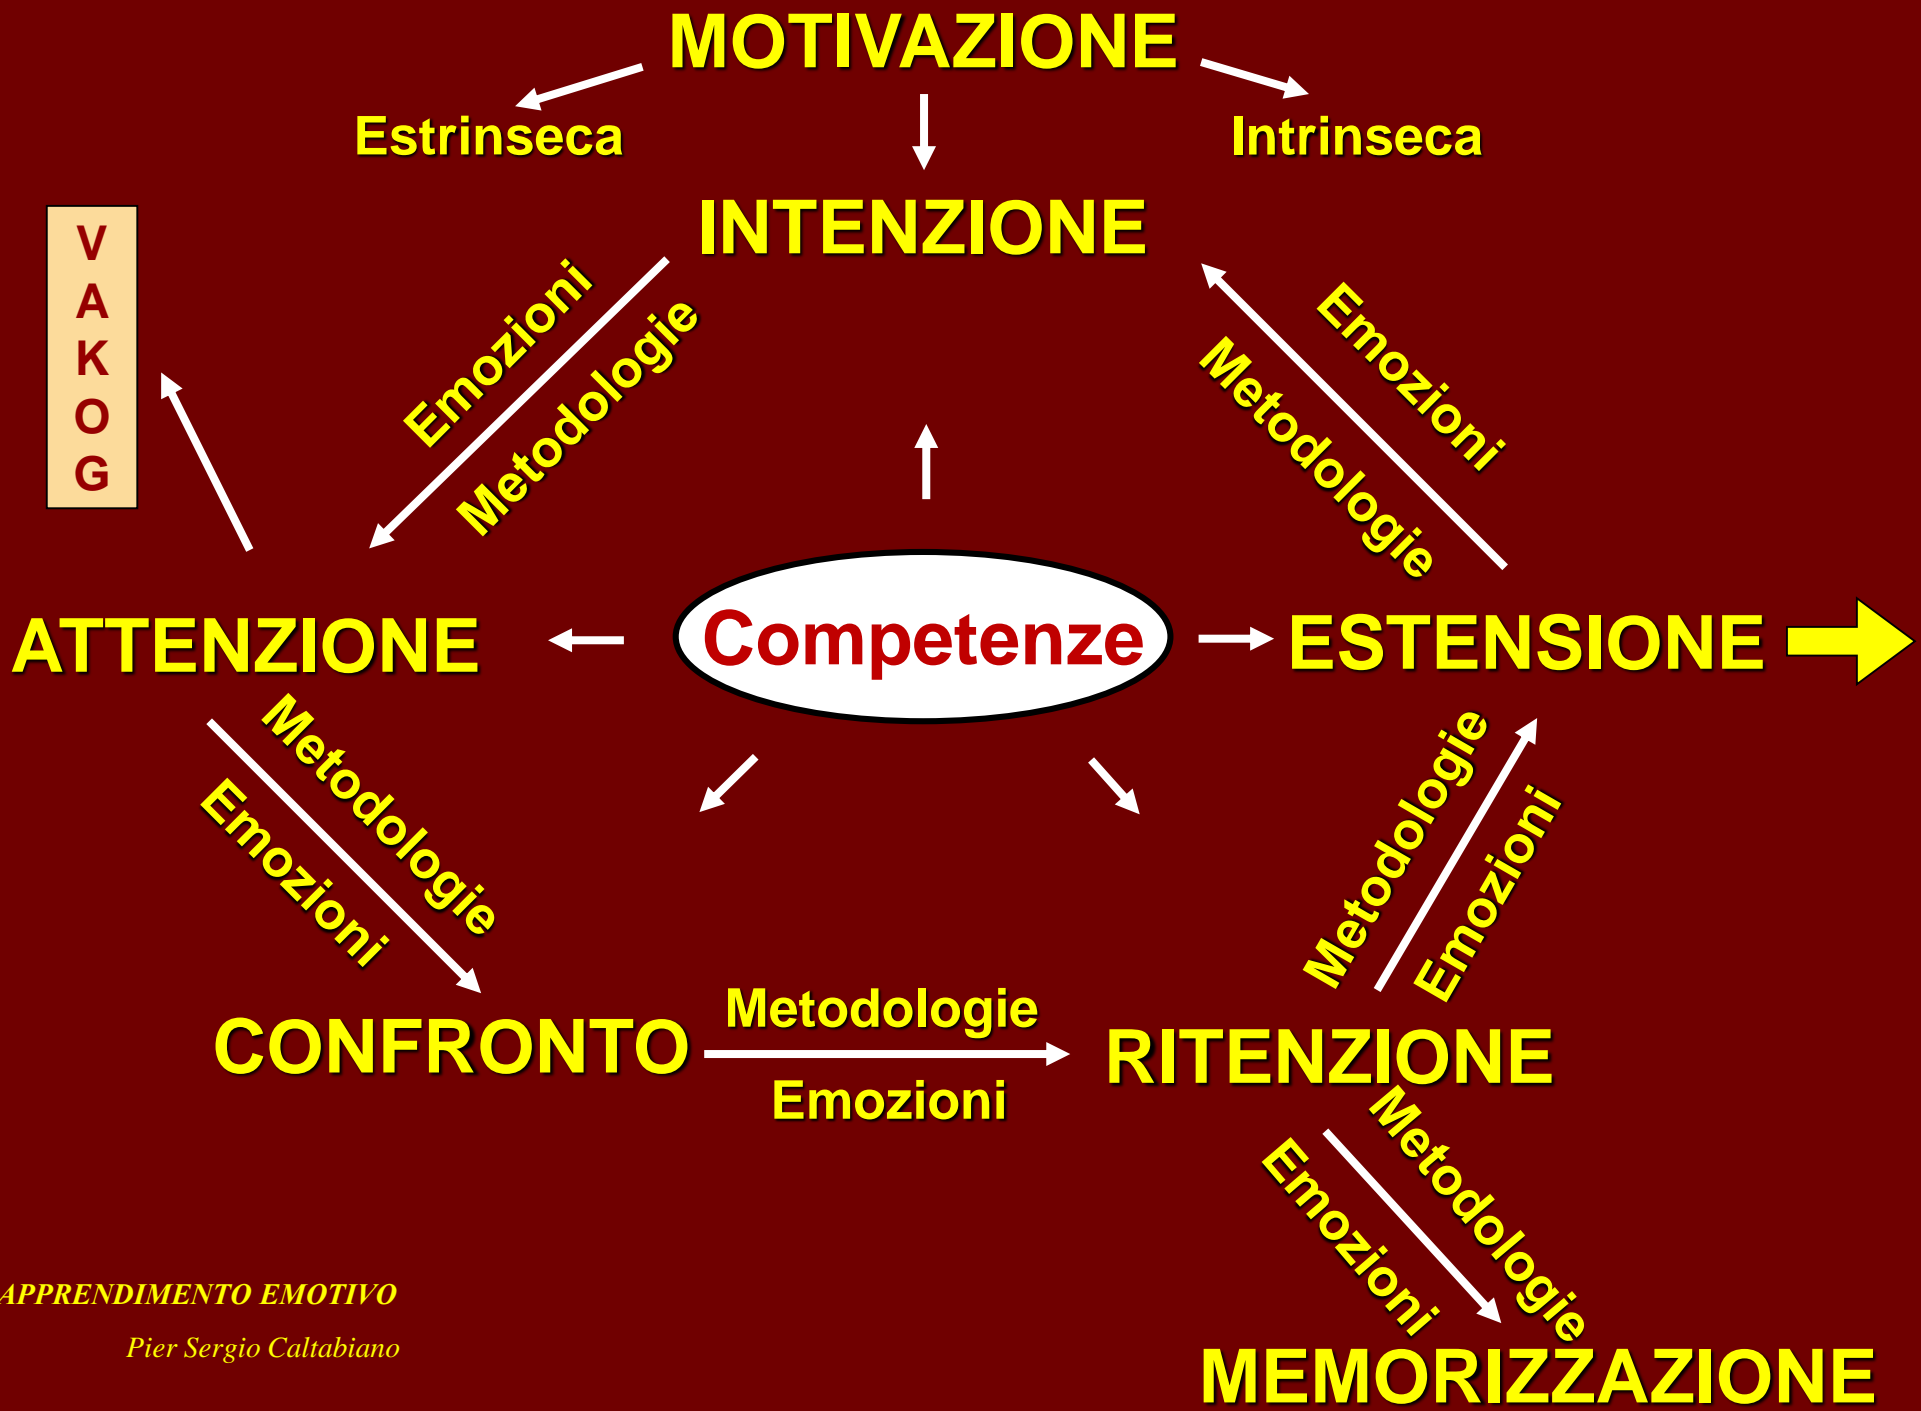 MOTIVAZIONE
Estrinseca
Intrinseca
INTENZIONE
V
A
K
O
G
Emozioni
Metodologie
Emozioni
Metodologie
ATTENZIONE
Competenze
ESTENSIONE
Metodologie
Emozioni
Metodologie
Emozioni
CONFRONTO
Metodologie
Emozioni
RITENZIONE
Metodologie
Emozioni
MEMORIZZAZIONE
APPRENDIMENTO EMOTIVO
Pier Sergio Caltabiano